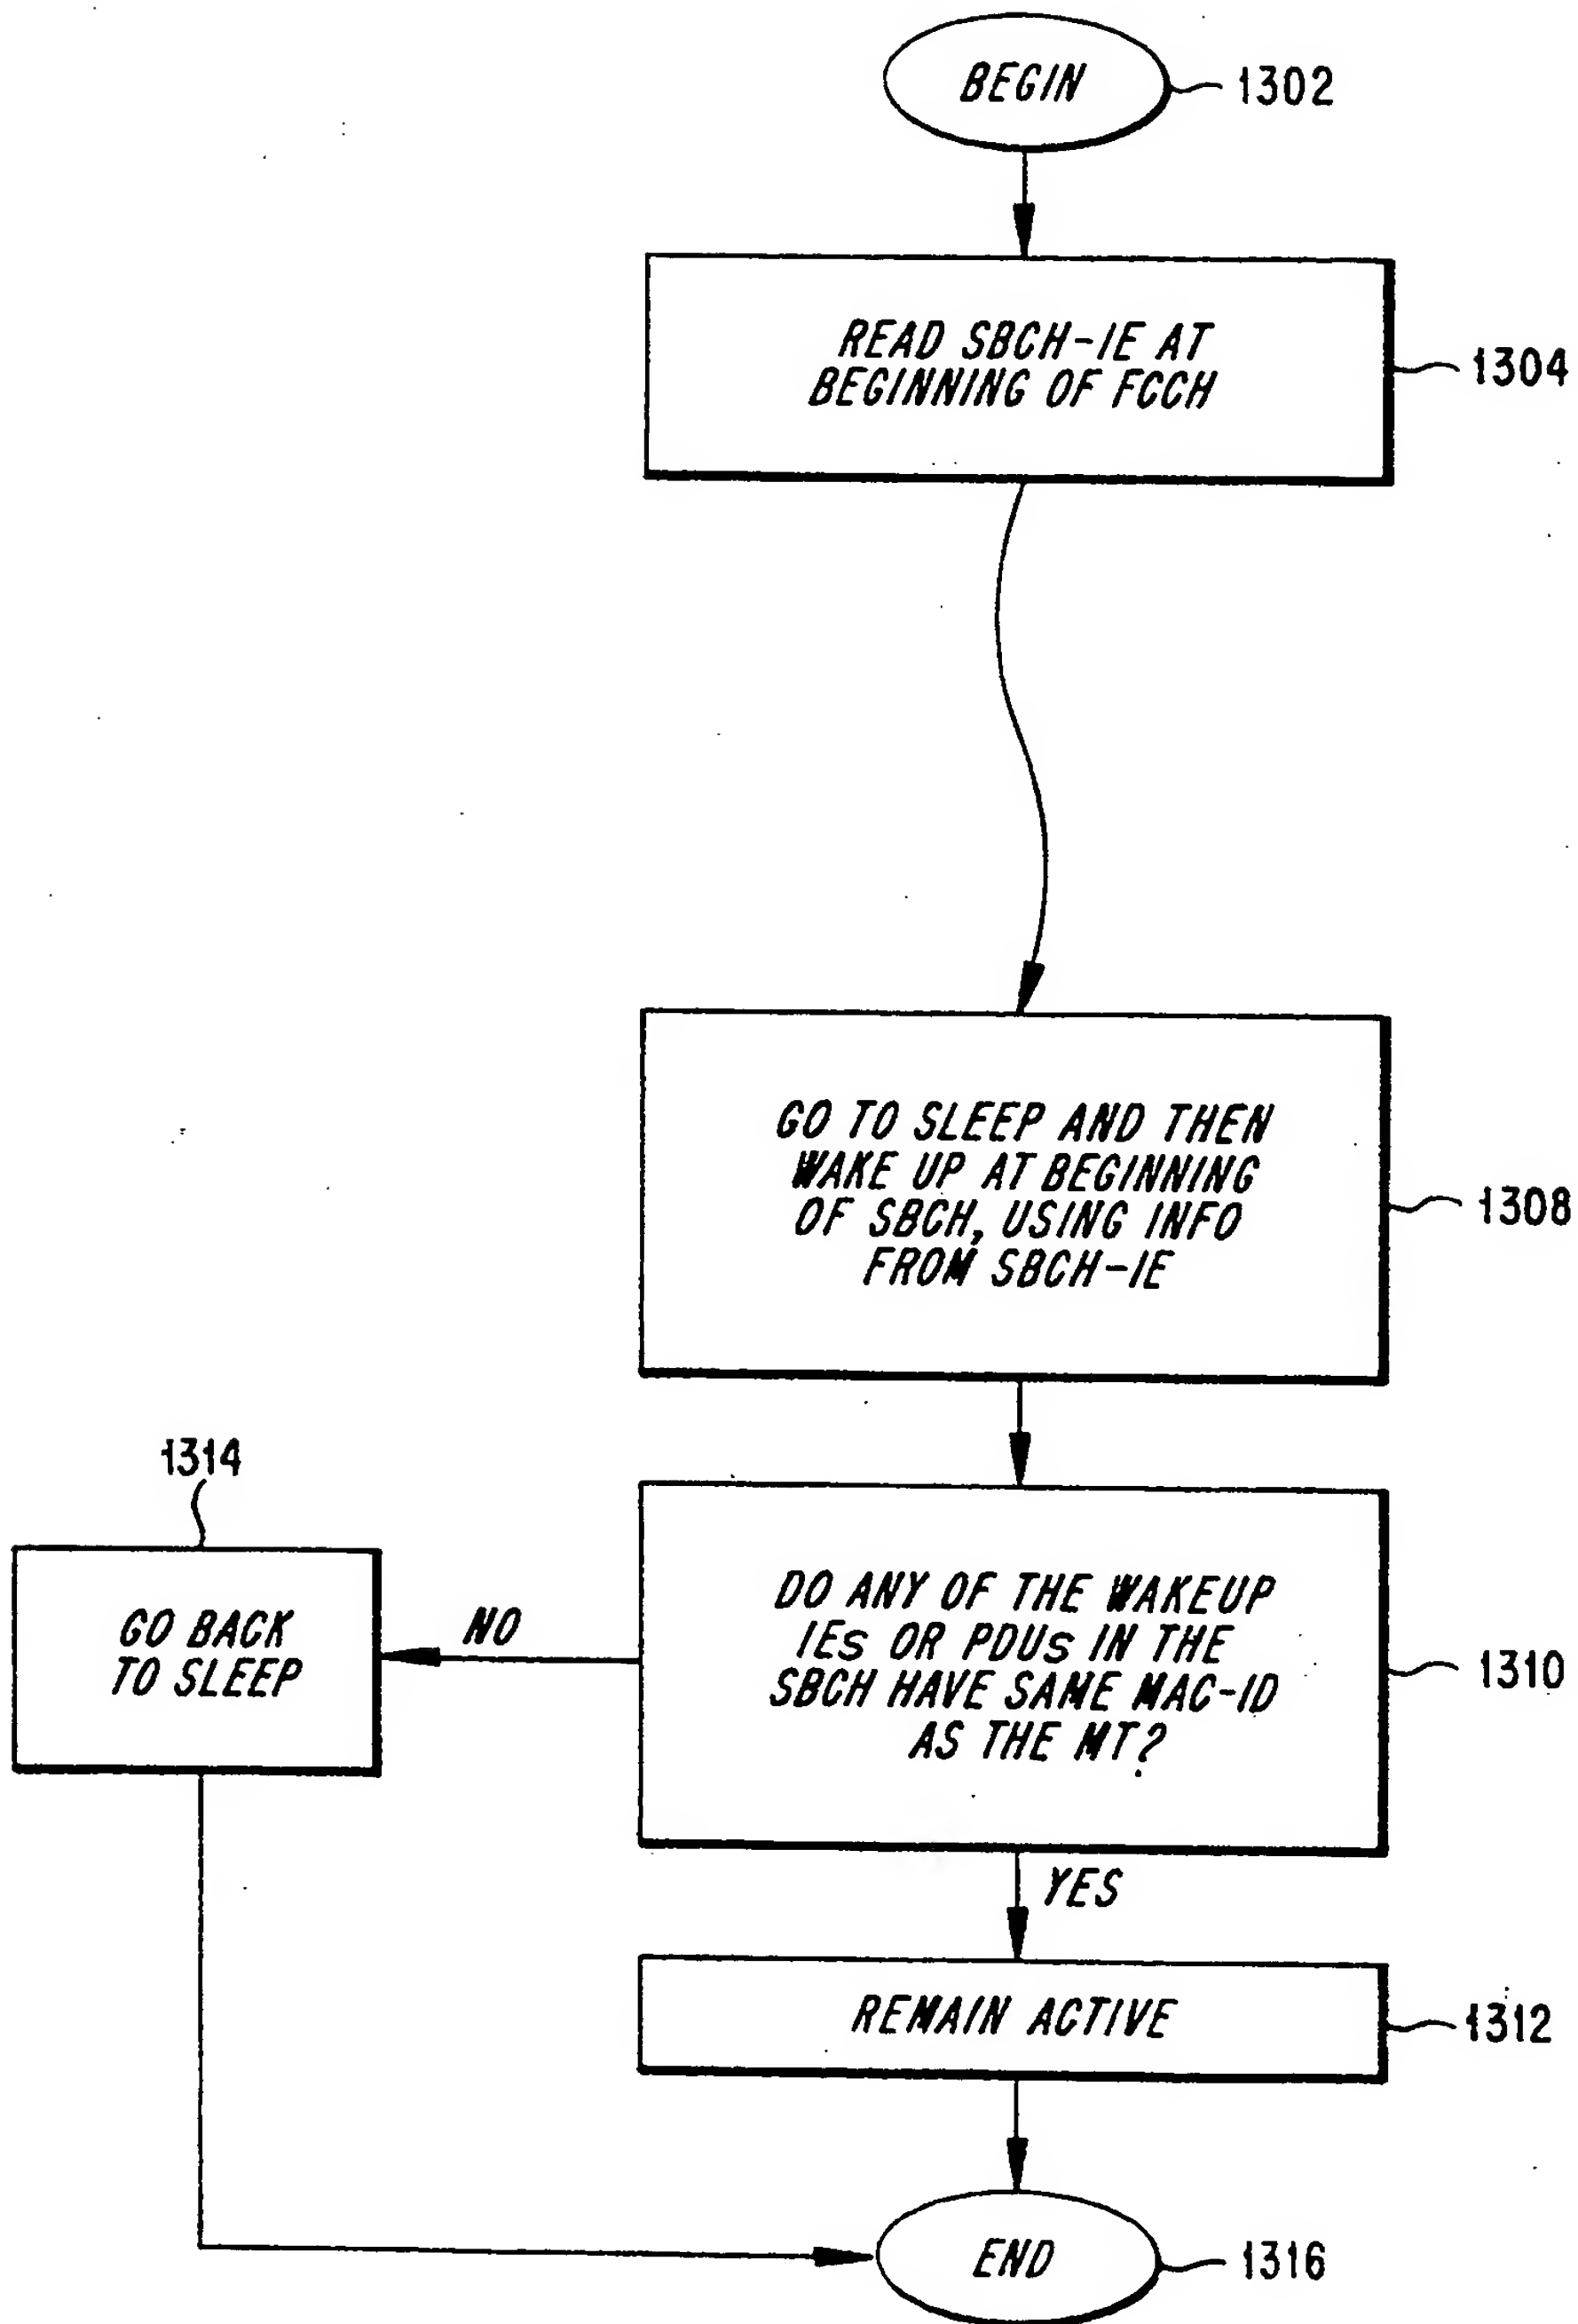 BEGIN
1302
READ SBCH-IE AT
BEGINNING OF FCCH
1304
GO TO SLEEP AND THEN
WAKE UP AT BEGINNING
OF SBCH, USING INFO
FROM SBCH-IE
1308
1314
GO BACK
TO SLEEP
NO
DO ANY OF THE WAKEUP
IEs OR PDUs IN THE
SBCH HAVE SAME MAC-ID
AS THE MT?
1310
YES
REMAIN ACTIVE
1312
END
1316